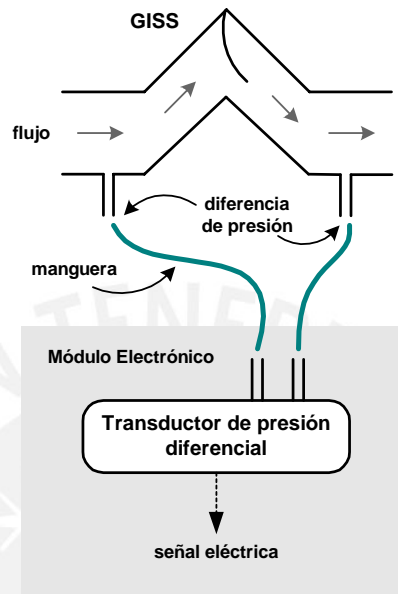 GISS
flujo
diferencia
de presión
manguera
Módulo Electrónico
Transductor de presión
diferencial
señal eléctrica